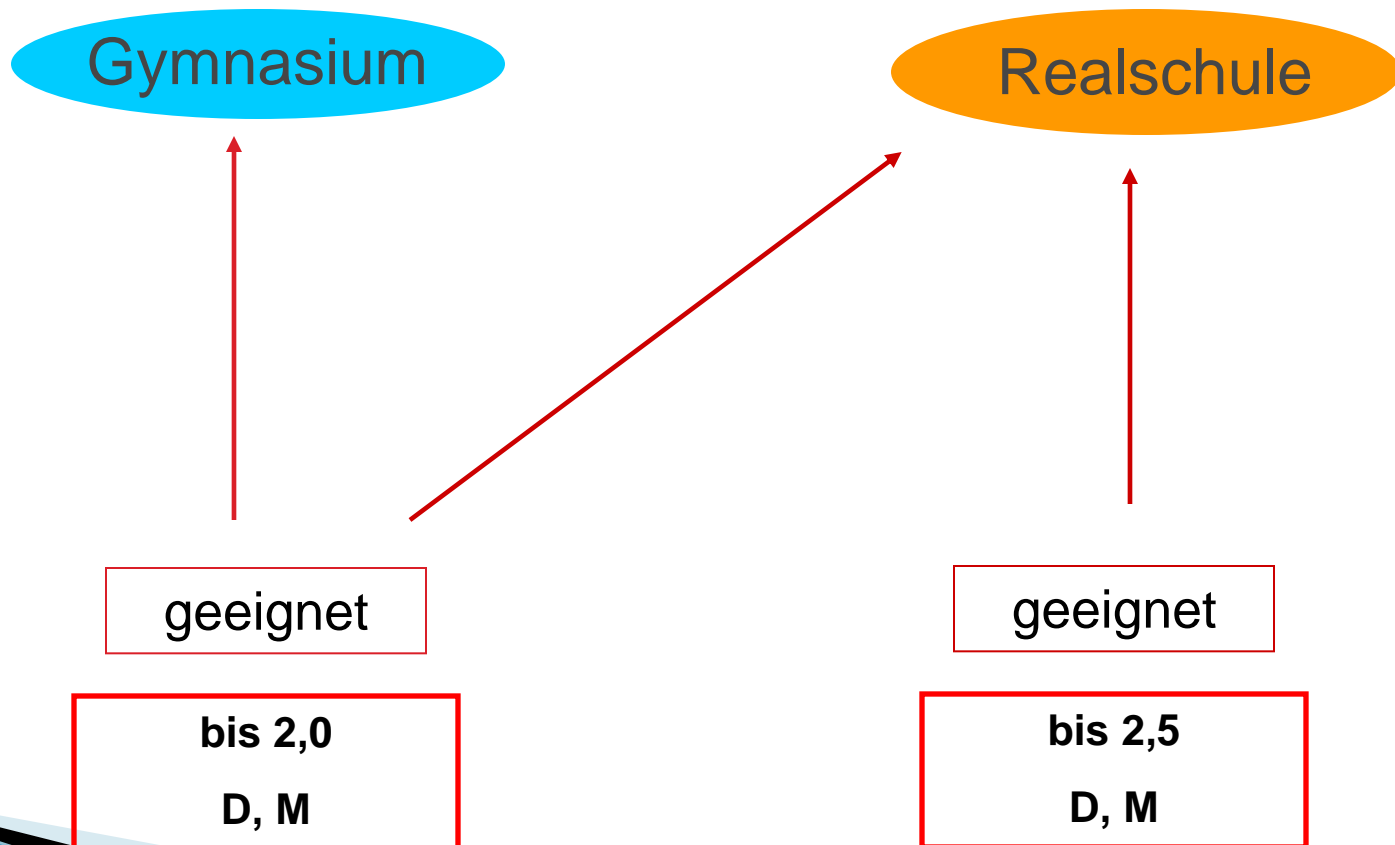 Gymnasium
Realschule
geeignet
geeignet
bis 2,0
D, M
bis 2,5
D, M